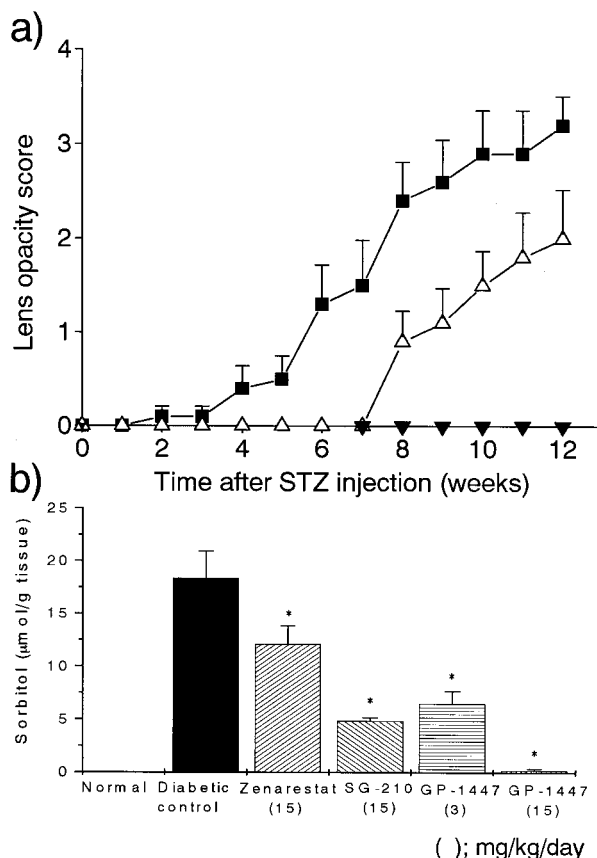 a)
4
3
2
1
0
Lens opacity score
0 2 4 6 8 10 12
Time after STZ injection (weeks)
b)
25
20
15
10
5
0
Sorbitol (μmol/g tissue)
* * * *
Normal Diabetic control Zenarestat (15) SG-210 (15) GP-1447 (3) GP-1447 (15)
( ); mg/kg/day